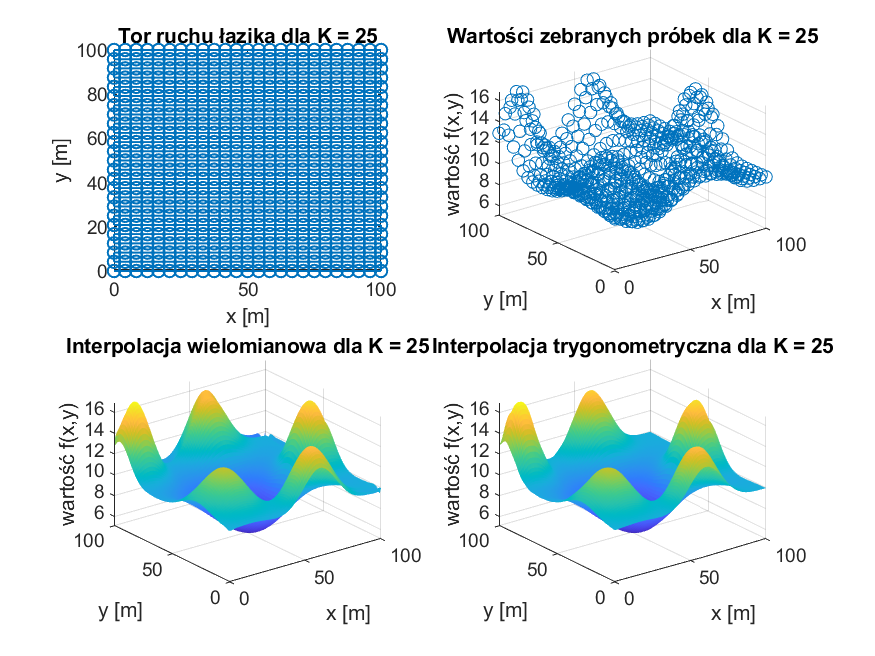 Tor ruchu łazika dla K = 25
100
80
60
40
20
0
y [m]
0
100
x [m]
Wartości zebranych próbek dla K = 25
16
14
12
10
8
6
wartość f(x,y)
100
50
0
y [m]
0
50
100
x [m]
Interpolacja wielomianowa dla K = 25
16
14
12
10
8
6
wartość f(x,y)
100
50
0
y [m]
0
50
100
x [m]
Interpolacja trygonometryczna dla K = 25
16
14
12
10
8
6
wartość f(x,y)
100
50
0
y [m]
0
50
100
x [m]